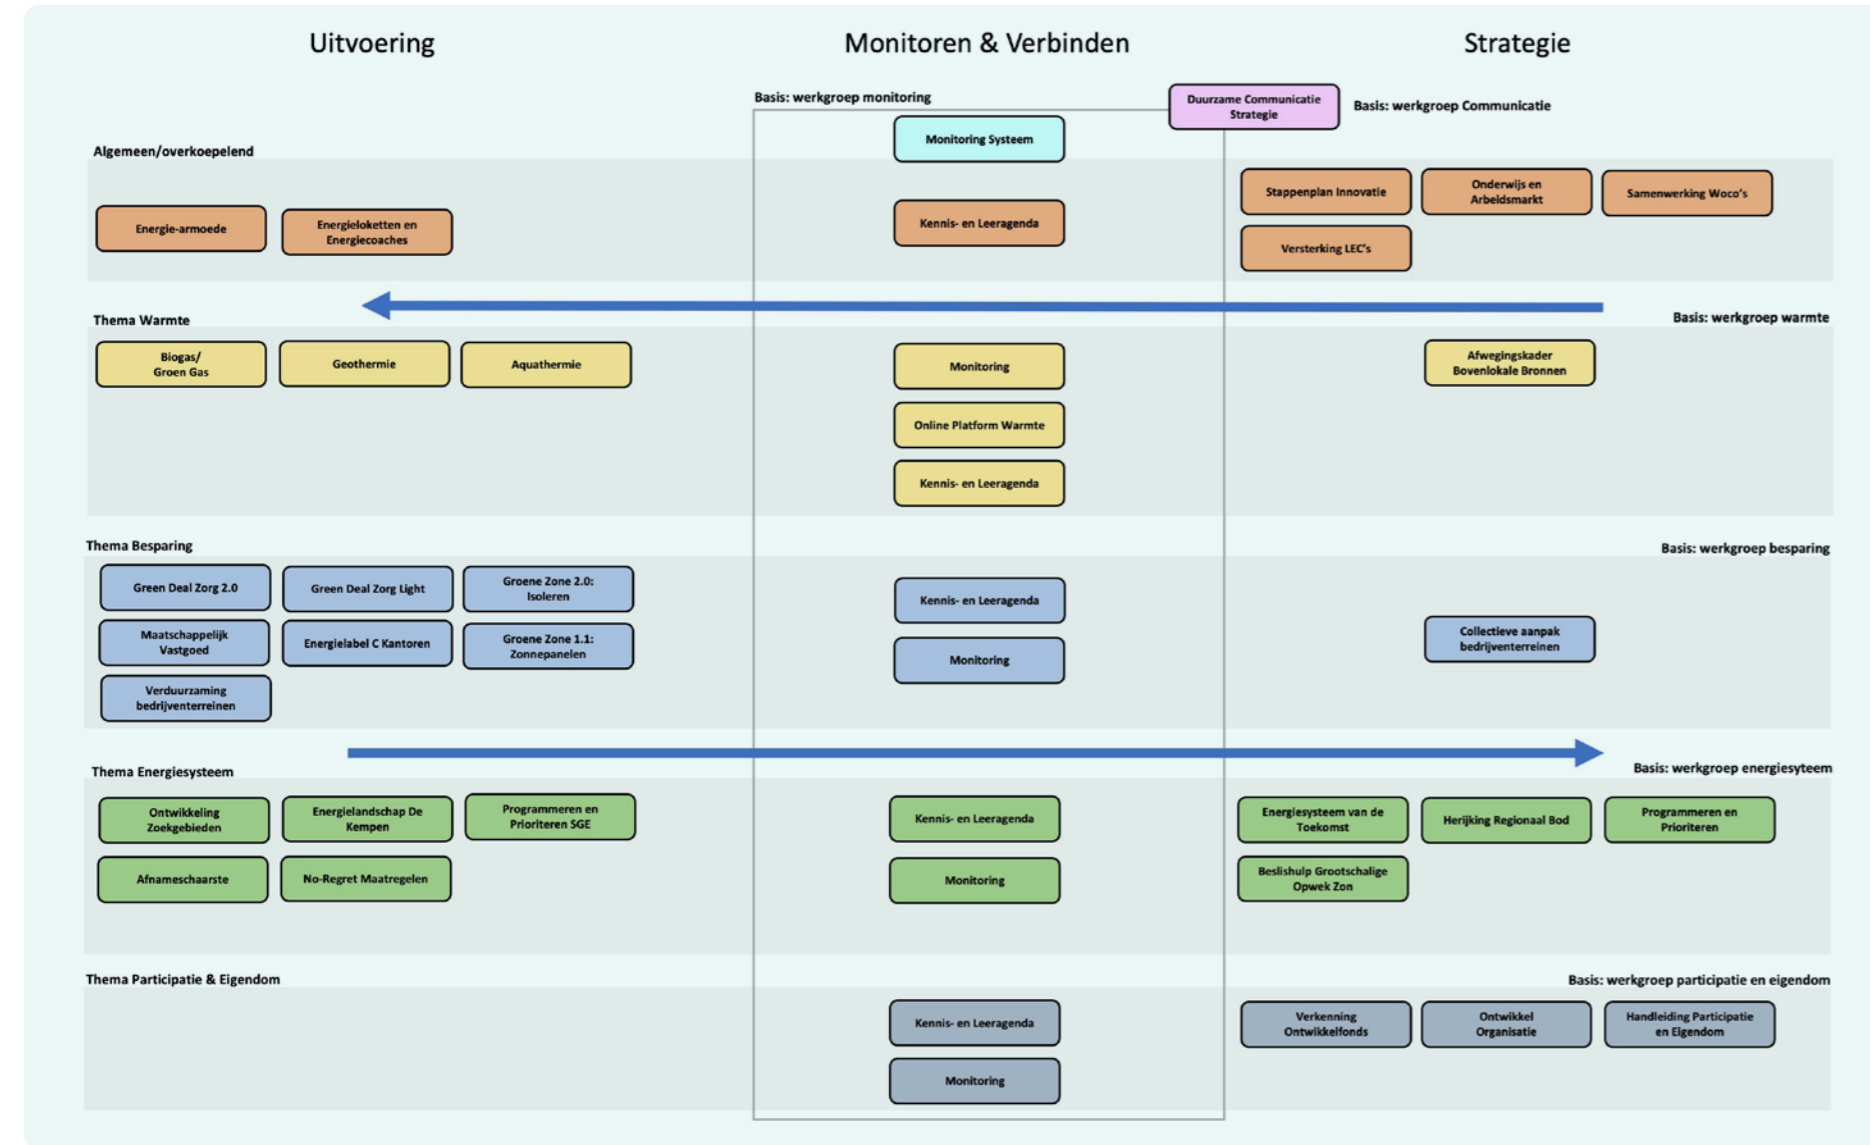 Uitvoering
Monitoren & Verbinden
Strategie
Basis: werkgroep monitoring
Duurzame Communicatie
Strategie
Basis: werkgroep Communicatie
Monitoring Systeem
Algemeen/overkoepelend
Energie-armoede
Energieloketten en
Energiecoaches
Kennis- en Leeragenda
Stappenplan Innovatie
Onderwijs en
Arbeidsmarkt
Samenwerking Woco's
Versterking LEC's
Thema Warmte
Basis: werkgroep warmte
Biogas/
Groen Gas
Geothermie
Aquathermie
Monitoring
Online Platform Warmte
Kennis- en Leeragenda
Afwegingskader
Bovenlokale Bronnen
Thema Besparing
Basis: werkgroep besparing
Green Deal Zorg 2.0
Green Deal Zorg Light
Groene Zone 2.0:
Isoleren
Maatschappelijk
Vastgoed
Energielabel C Kantoren
Groene Zone 1.1:
Zonnepanelen
Verduurzaming
bedrijventerreinen
Kennis- en Leeragenda
Monitoring
Collectieve aanpak
bedrijventerreinen
Thema Energiesysteem
Basis: werkgroep energiesyteem
Ontwikkeling
Zoekgebieden
Energielandschap De
Kempen
Programmeren en
Prioriteren SGE
Afnameschaarste
No-Regret Maatregelen
Kennis- en Leeragenda
Monitoring
Energiesysteem van de
Toekomst
Herijking Regionaal Bod
Programmeren en
Prioriteren
Beslishulp Grootschalige
Opwek Zon
Thema Participatie & Eigendom
Basis: werkgroep participatie en eigendom
Kennis- en Leeragenda
Monitoring
Verkenning
Ontwikkelfonds
Ontwikkel
Organisatie
Handleiding Participatie
en Eigendom